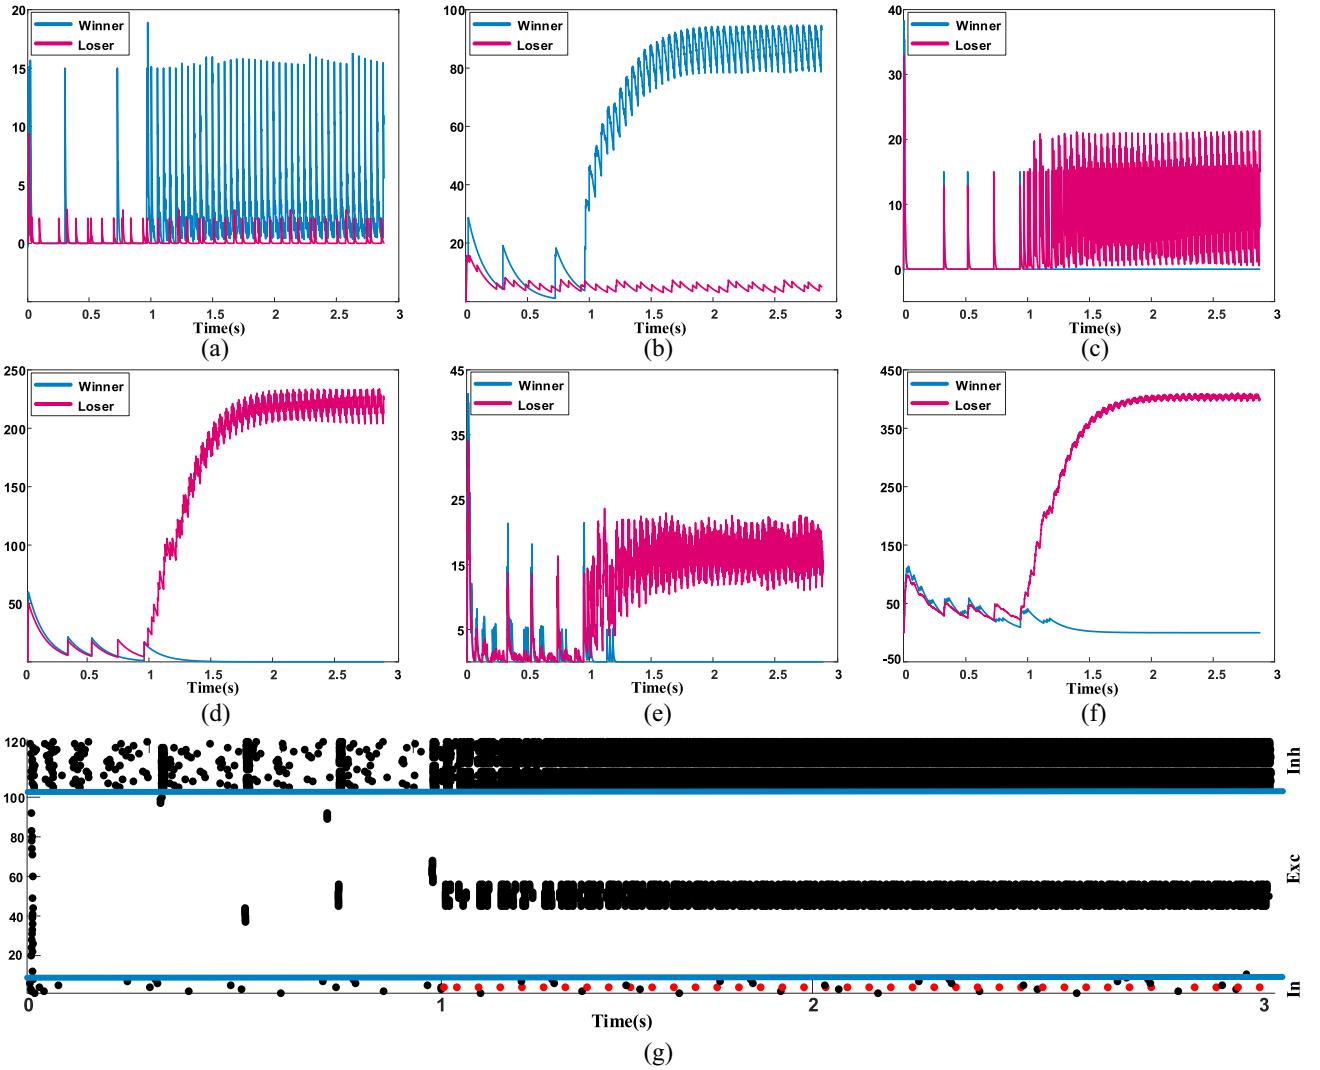 20 15 10 5 0
Winner
Loser
0 0.5 1 1.5 2 2.5 3
Time(s)
(a)
100 80 60 40 20
Winner
Loser
0 0.5 1 1.5 2 2.5 3
Time(s)
(b)
40 30 20 10 0
Winner
Loser
0 0.5 1 1.5 2 2.5 3
Time(s)
(c)
250 200 150 100 50
Winner
Loser
0 0.5 1 1.5 2 2.5 3
Time(s)
(d)
45 35 25 15 5
Winner
Loser
0 0.5 1 1.5 2 2.5 3
Time(s)
(e)
450 350 250 150 50 -50
Winner
Loser
0 0.5 1 1.5 2 2.5 3
Time(s)
(f)
120 100 80 60 40 20
Inh
Exc
In
0 1 2 3
Time(s)
(g)